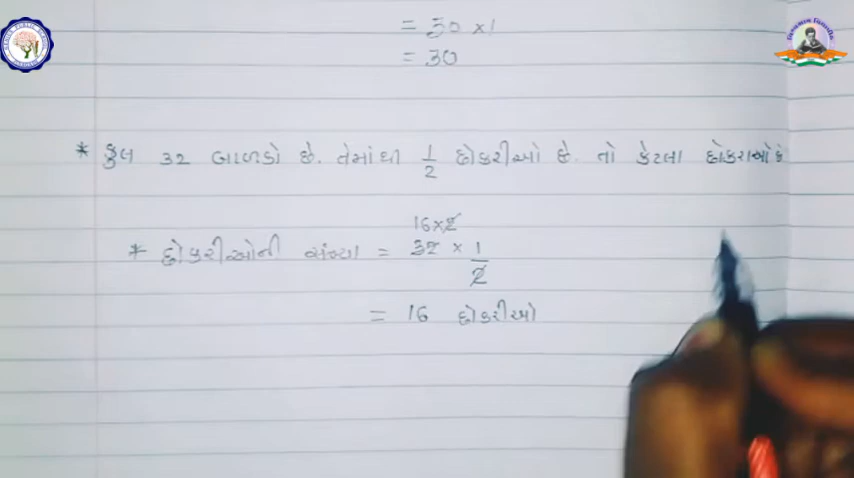 = 30 × 1
= 30
* કુલ 32 બાળકો છે. તેમાંથી 1/2 છોકરીઓ છે. તો કેટલા છોકરાઓ છે
16×2
* છોકરીઓની સંખ્યા = 32 × 1/2
= 16 છોકરીઓ